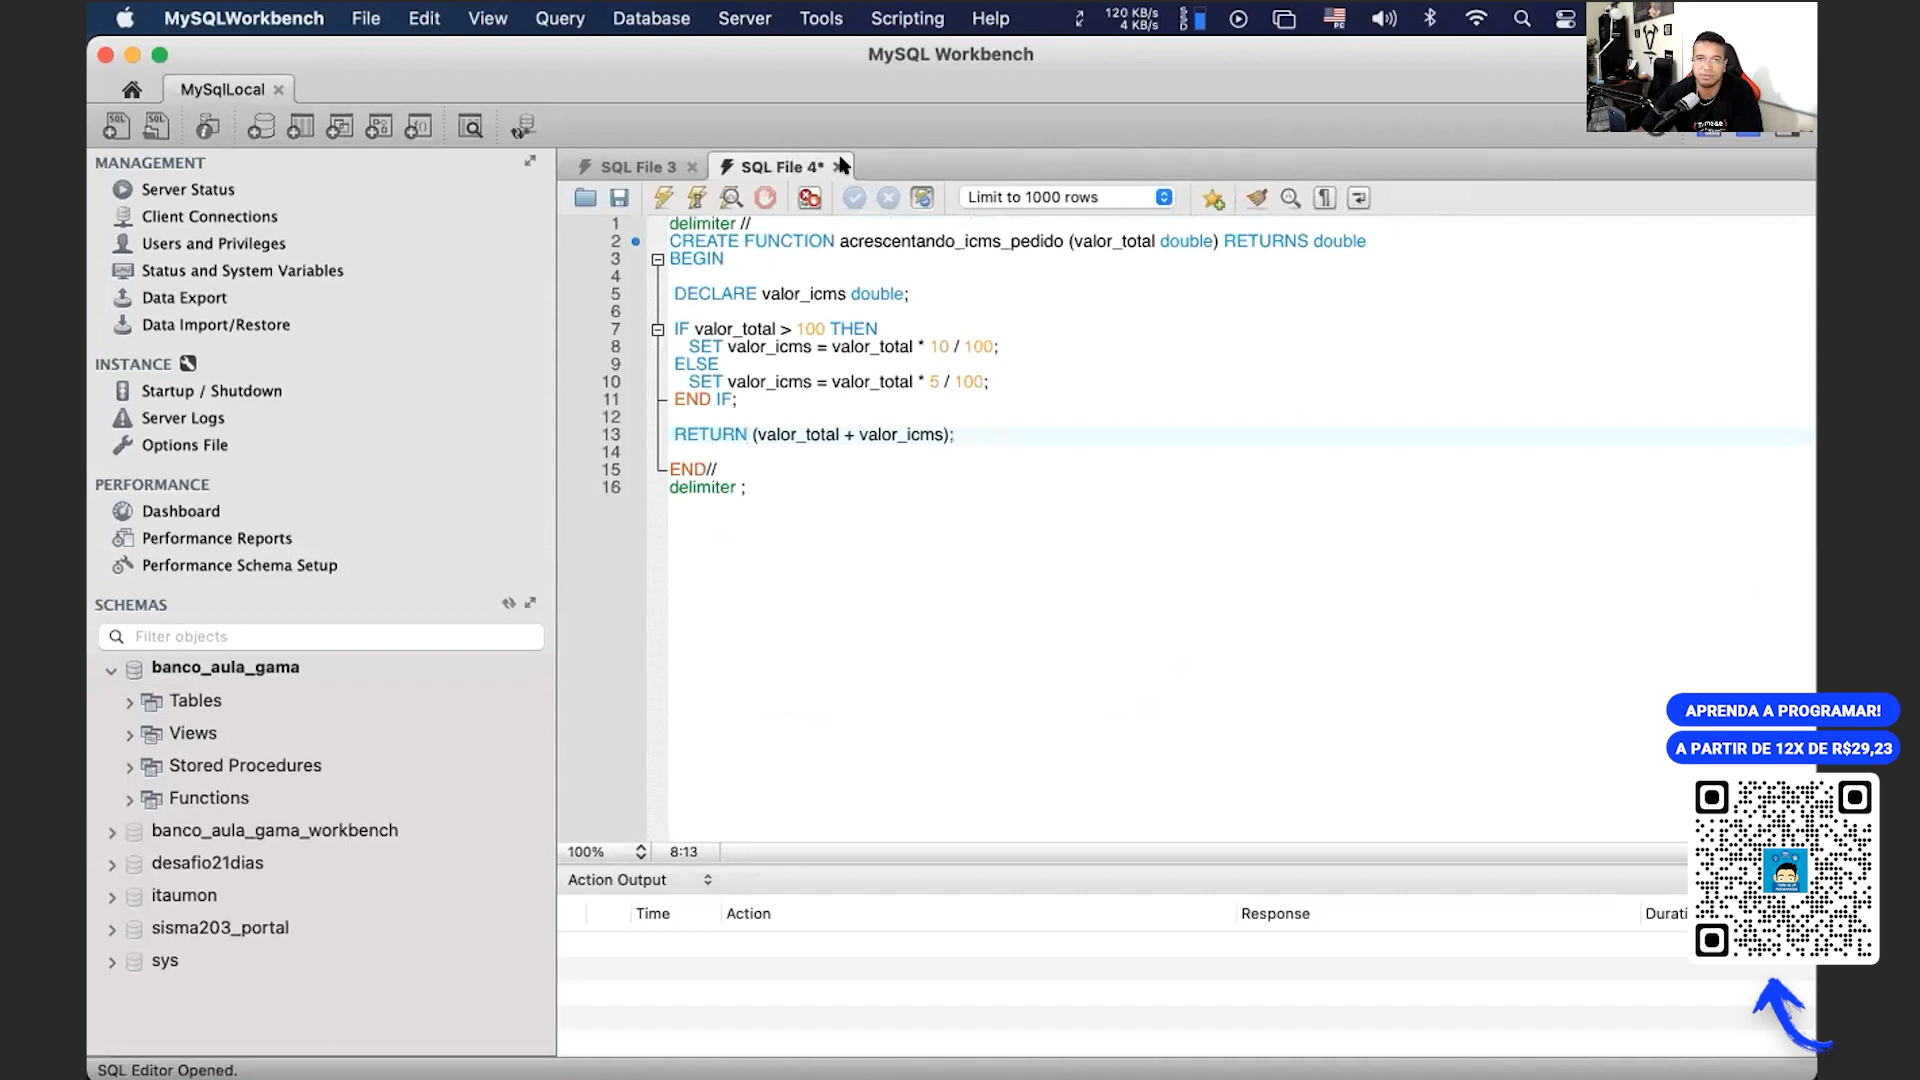 MySQLWorkbench File Edit View Query Database Server Tools Scripting Help 120 KB/s 4 KB/s
MySQL Workbench
MySqlLocal
MANAGEMENT
Server Status
Client Connections
Users and Privileges
Status and System Variables
Data Export
Data Import/Restore
INSTANCE
Startup / Shutdown
Server Logs
Options File
PERFORMANCE
Dashboard
Performance Reports
Performance Schema Setup
SCHEMAS
Filter objects
banco_aula_gama
Tables
Views
Stored Procedures
Functions
banco_aula_gama_workbench
desafio21dias
itaumon
sisma203_portal
sys
SQL Editor Opened.
SQL File 3 SQL File 4*
Limit to 1000 rows
1 delimiter //
2 CREATE FUNCTION acrescentando_icms_pedido (valor_total double) RETURNS double
3 BEGIN
4
5 DECLARE valor_icms double;
6
7 IF valor_total > 100 THEN
8 SET valor_icms = valor_total * 10 / 100;
9 ELSE
10 SET valor_icms = valor_total * 5 / 100;
11 END IF;
12
13 RETURN (valor_total + valor_icms);
14
15 END//
16 delimiter ;
100% 8:13
Action Output
Time Action Response Durati
APRENDA A PROGRAMAR!
A PARTIR DE 12X DE R$29,23